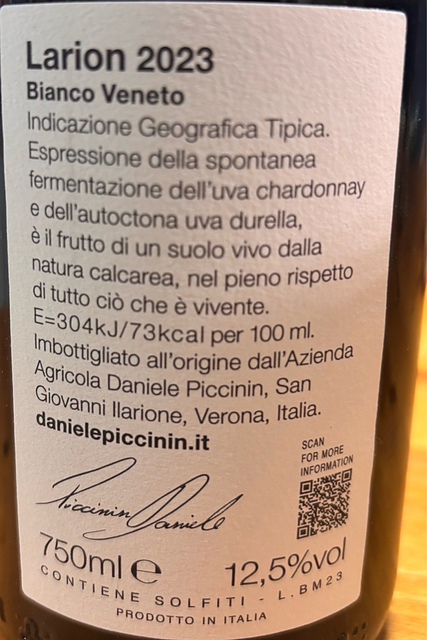 Larion 2023
Bianco Veneto
Indicazione Geografica Tipica.
Espressione della spontanea
fermentazione dell'uva chardonnay
e dell'autoctona uva durella,
è il frutto di un suolo vivo dalla
natura calcarea, nel pieno rispetto
di tutto ciò che è vivente.
E=304kJ/73kcal per 100 ml.
Imbottigliato all'origine dall'Azienda
Agricola Daniele Piccinin, San
Giovanni Ilarione, Verona, Italia.
danielepiccinin.it
SCAN
FOR MORE
INFORMATION
Piccinin Daniele
750ml e 12,5%vol
CONTIENE SOLFITI - L.BM23
PRODOTTO IN ITALIA